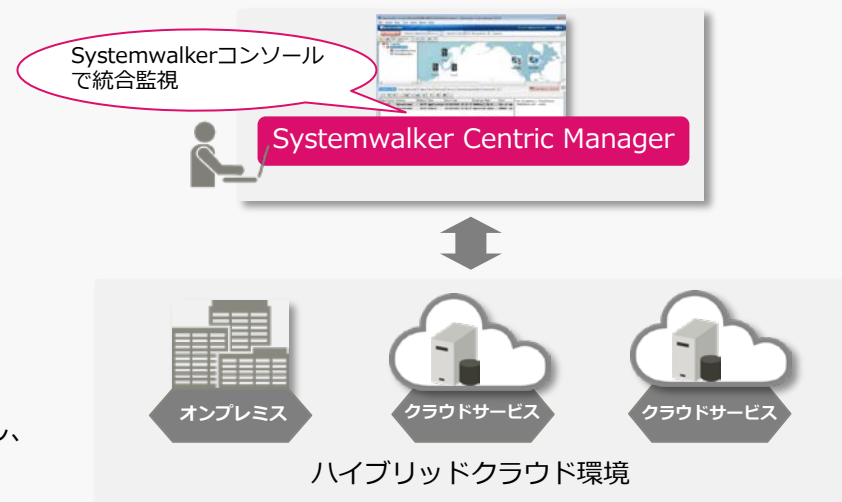 Systemwalkerコンソール
で統合監視
Systemwalker Centric Manager
オンプレミス
クラウドサービス
クラウドサービス
ハイブリッドクラウド環境